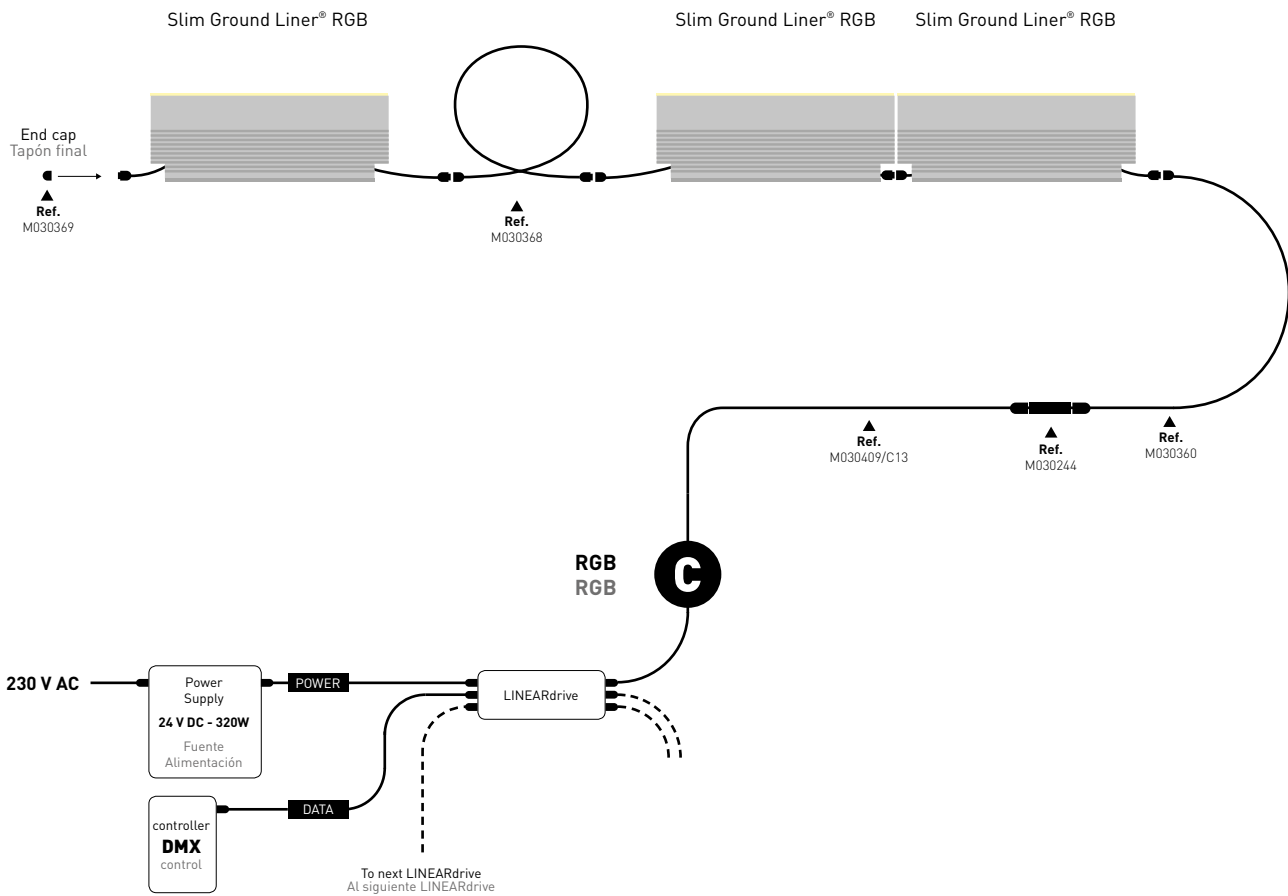 Slim Ground Liner® RGB
Slim Ground Liner® RGB
Slim Ground Liner® RGB
End cap
Tapón final
Ref.
M030369
Ref.
M030368
Ref.
M030409/C13
Ref.
M030244
Ref.
M030360
RGB
RGB
C
230 V AC
Power
Supply
24 V DC - 320W
Fuente
Alimentación
POWER
LINEARdrive
controller
DMX
control
DATA
To next LINEARdrive
Al siguiente LINEARdrive